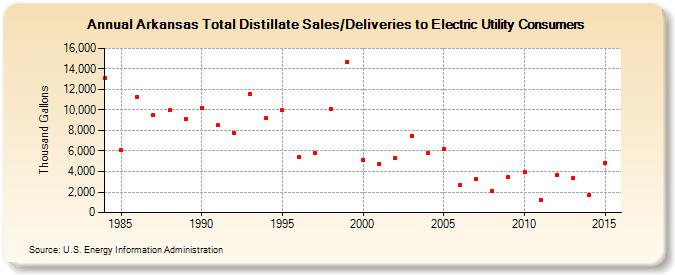 Annual Arkansas Total Distillate Sales/Deliveries to Electric Utility Consumers
Thousand Gallons
16,000
14,000
12,000
10,000
8,000
6,000
4,000
2,000
0
1985 1990 1995 2000 2005 2010 2015
Source: U.S. Energy Information Administration